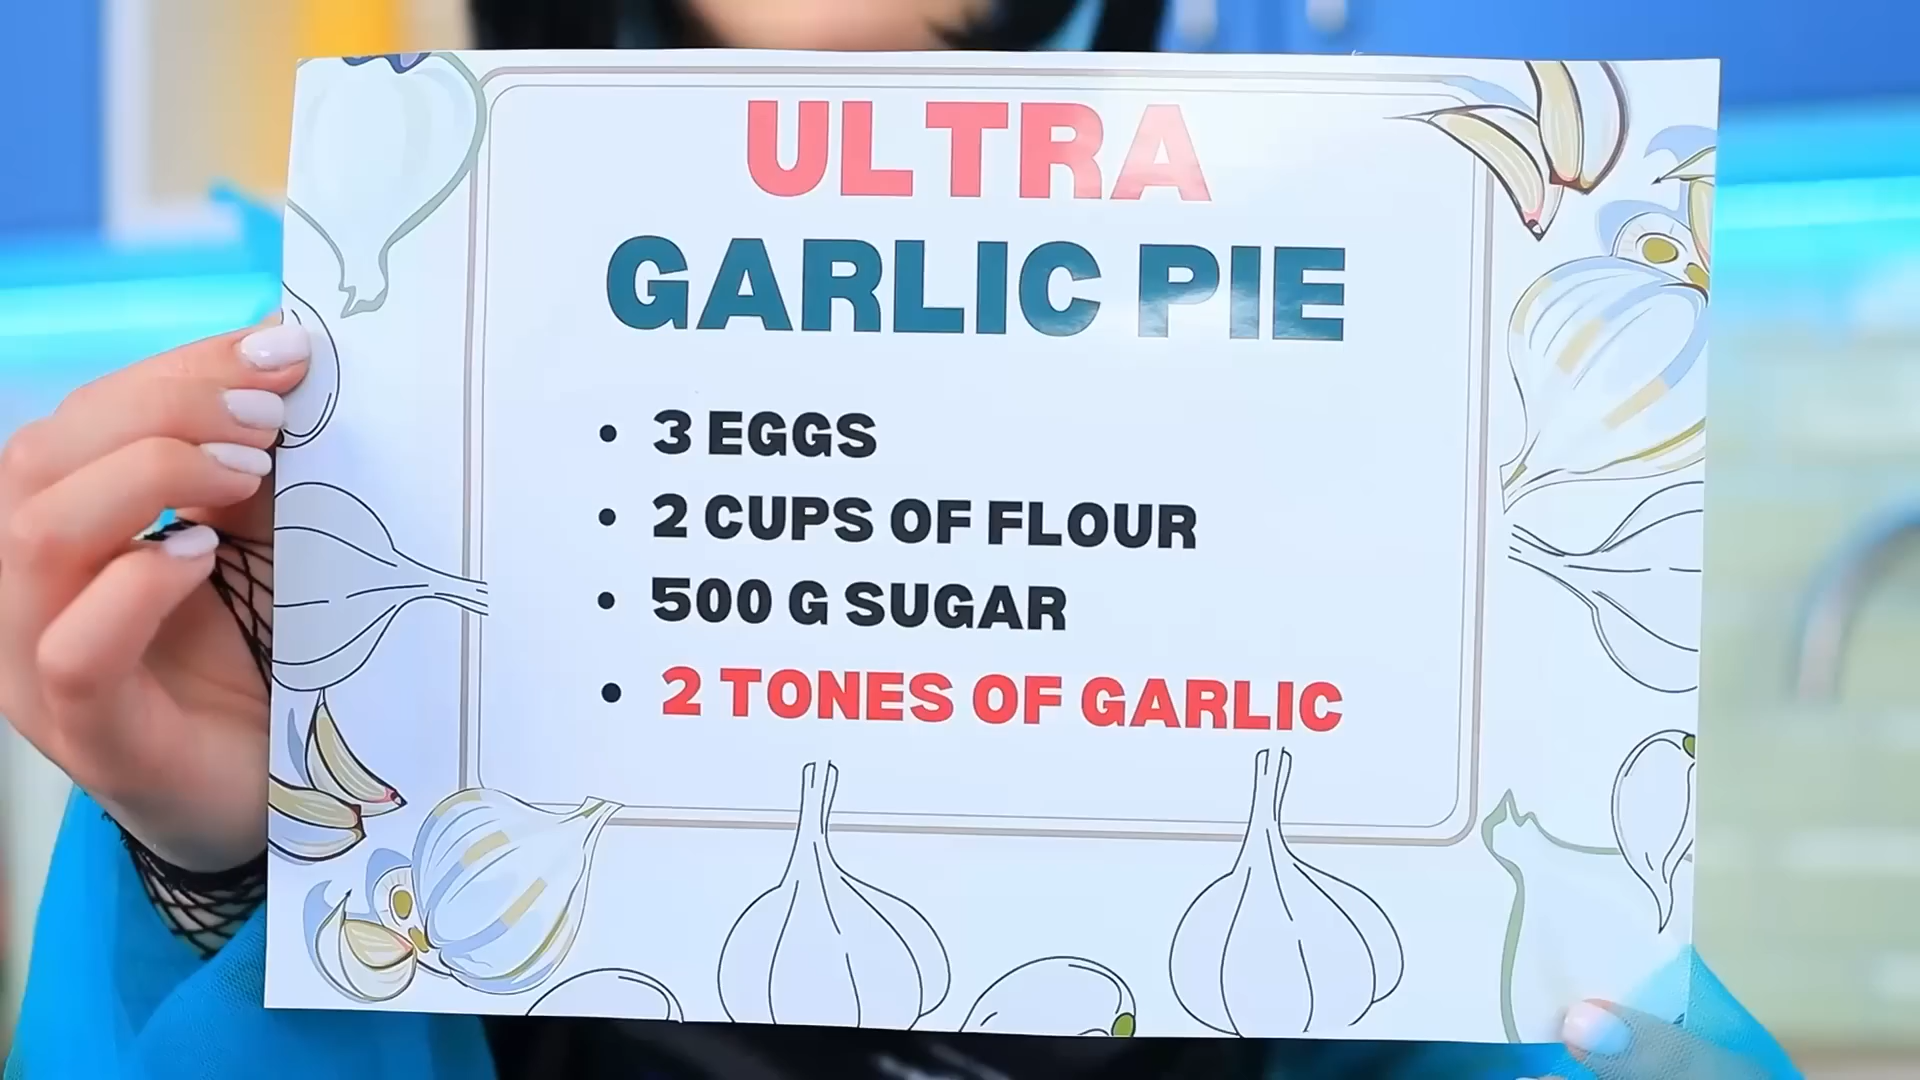 ULTRA
GARLIC PIE
• 3 EGGS
• 2 CUPS OF FLOUR
• 500 G SUGAR
• 2 TONES OF GARLIC